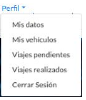 Perfil
Mis datos
Mis vehículos
Viajes pendientes
Viajes realizados
Cerrar Sesión